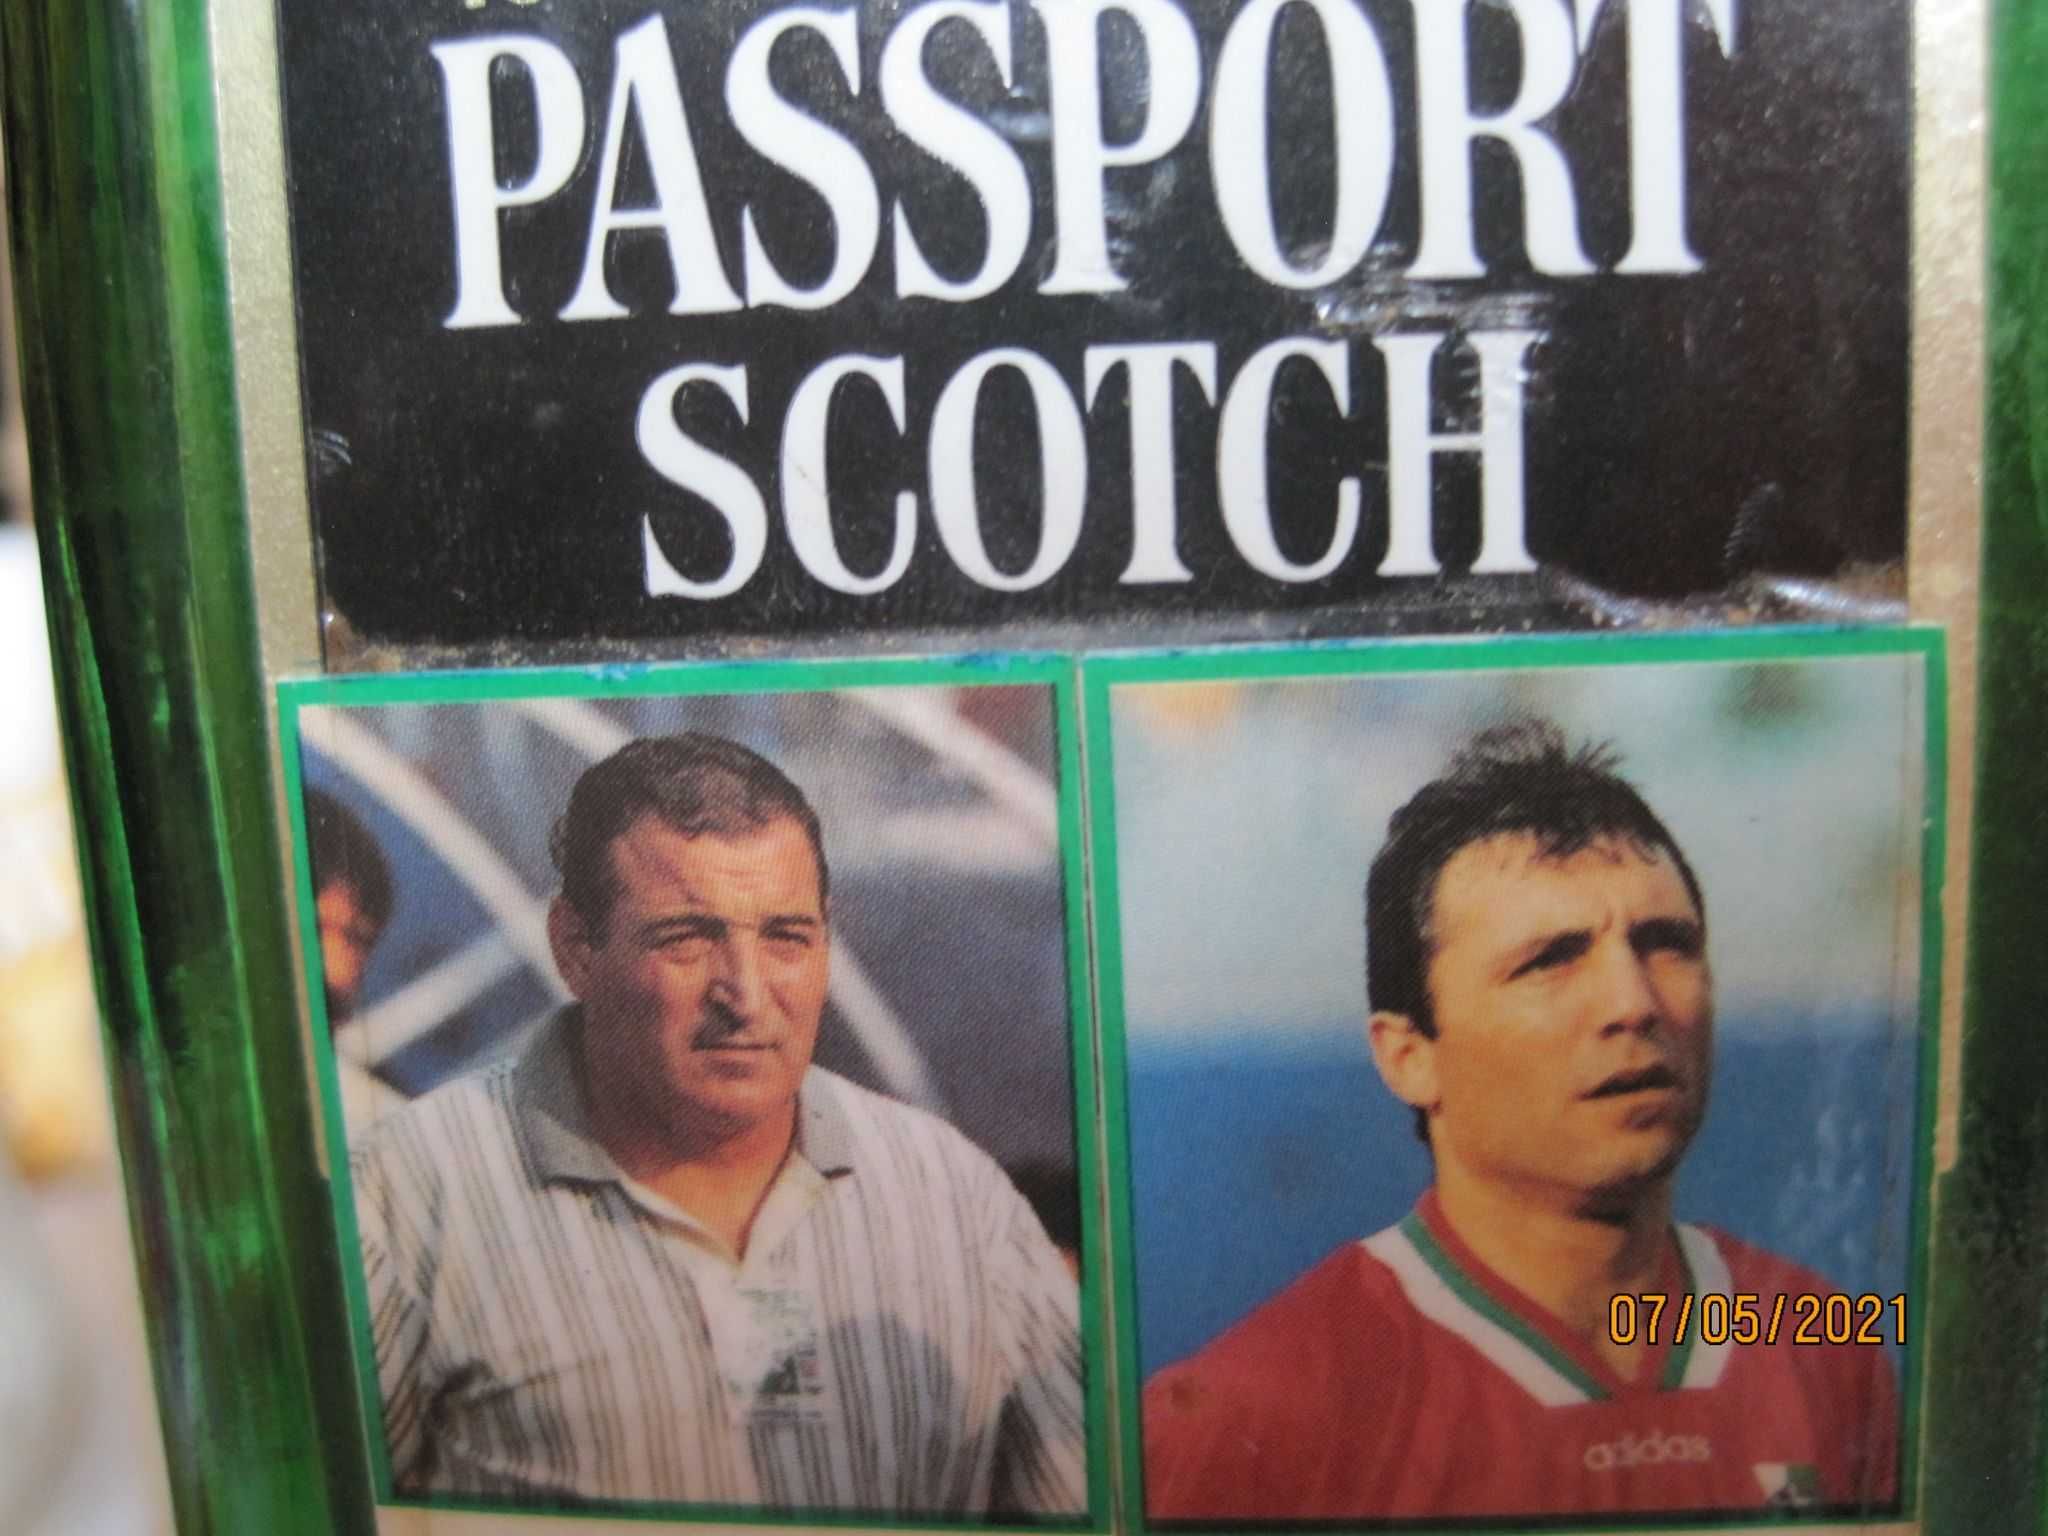 PASSPORT
SCOTCH
07/05/2021
adidas